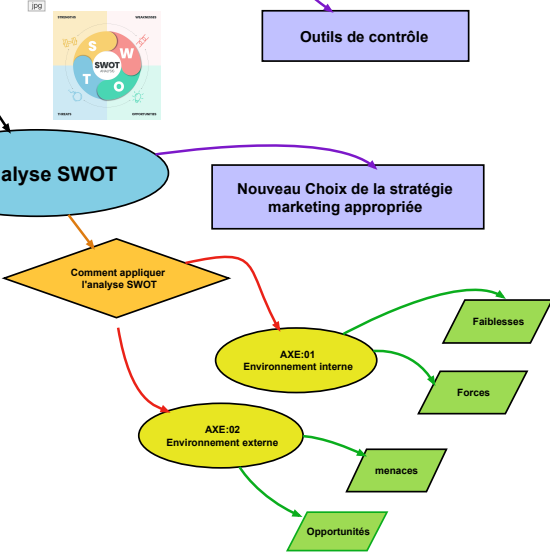 jpg
STRENGTHS
WEAKNESSES
S
W
SWOT
ANALYSIS
T
O
THREATS
OPPORTUNITIES
Outils de contrôle
alyse SWOT
Nouveau Choix de la stratégie
marketing appropriée
Comment appliquer
l'analyse SWOT
Faiblesses
AXE:01
Environnement interne
Forces
AXE:02
Environnement externe
menaces
Opportunités